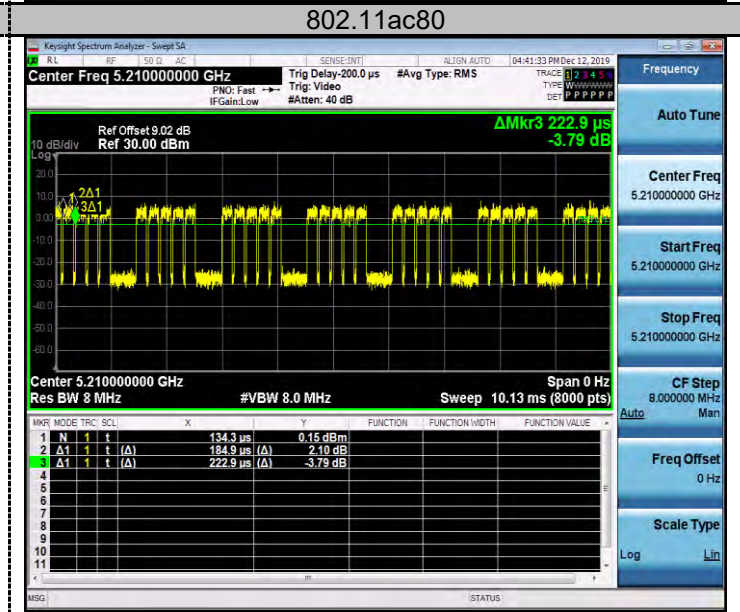 802.11ac80
Keysight Spectrum Analyzer - Swept SA
RL RF 50 Ω AC SENSE:INT ALIGN AUTO 04:41:33 PM Dec 12, 2019
Center Freq 5.210000000 GHz Trig Delay-200.0 µs #Avg Type: RMS TRACE 1 2 3 4 5 6
PNO: Fast Trig: Video TYPE W
IFGain:Low #Atten: 40 dB DET P P P P P P
Frequency
Auto Tune
Center Freq
5.210000000 GHz
Start Freq
5.210000000 GHz
Stop Freq
5.210000000 GHz
CF Step
8.000000 MHz
Auto Man
Freq Offset
0 Hz
Scale Type
Log Lin
ΔMkr3 222.9 µs
-3.79 dB
Ref Offset 9.02 dB
10 dB/div Ref 30.00 dBm
Log
20.0
10.0
0.00
-10.0
-20.0
-30.0
-40.0
-50.0
-60.0
2Δ1
3Δ1
Center 5.210000000 GHz Span 0 Hz
Res BW 8 MHz #VBW 8.0 MHz Sweep 10.13 ms (8000 pts)
MKR MODE TRC SCL X Y FUNCTION FUNCTION WIDTH FUNCTION VALUE
1 N 1 t 134.3 µs 0.15 dBm
2 Δ1 1 t (Δ) 184.9 µs (Δ) 2.10 dB
3 Δ1 1 t (Δ) 222.9 µs (Δ) -3.79 dB
4
5
6
7
8
9
10
11
MSG STATUS